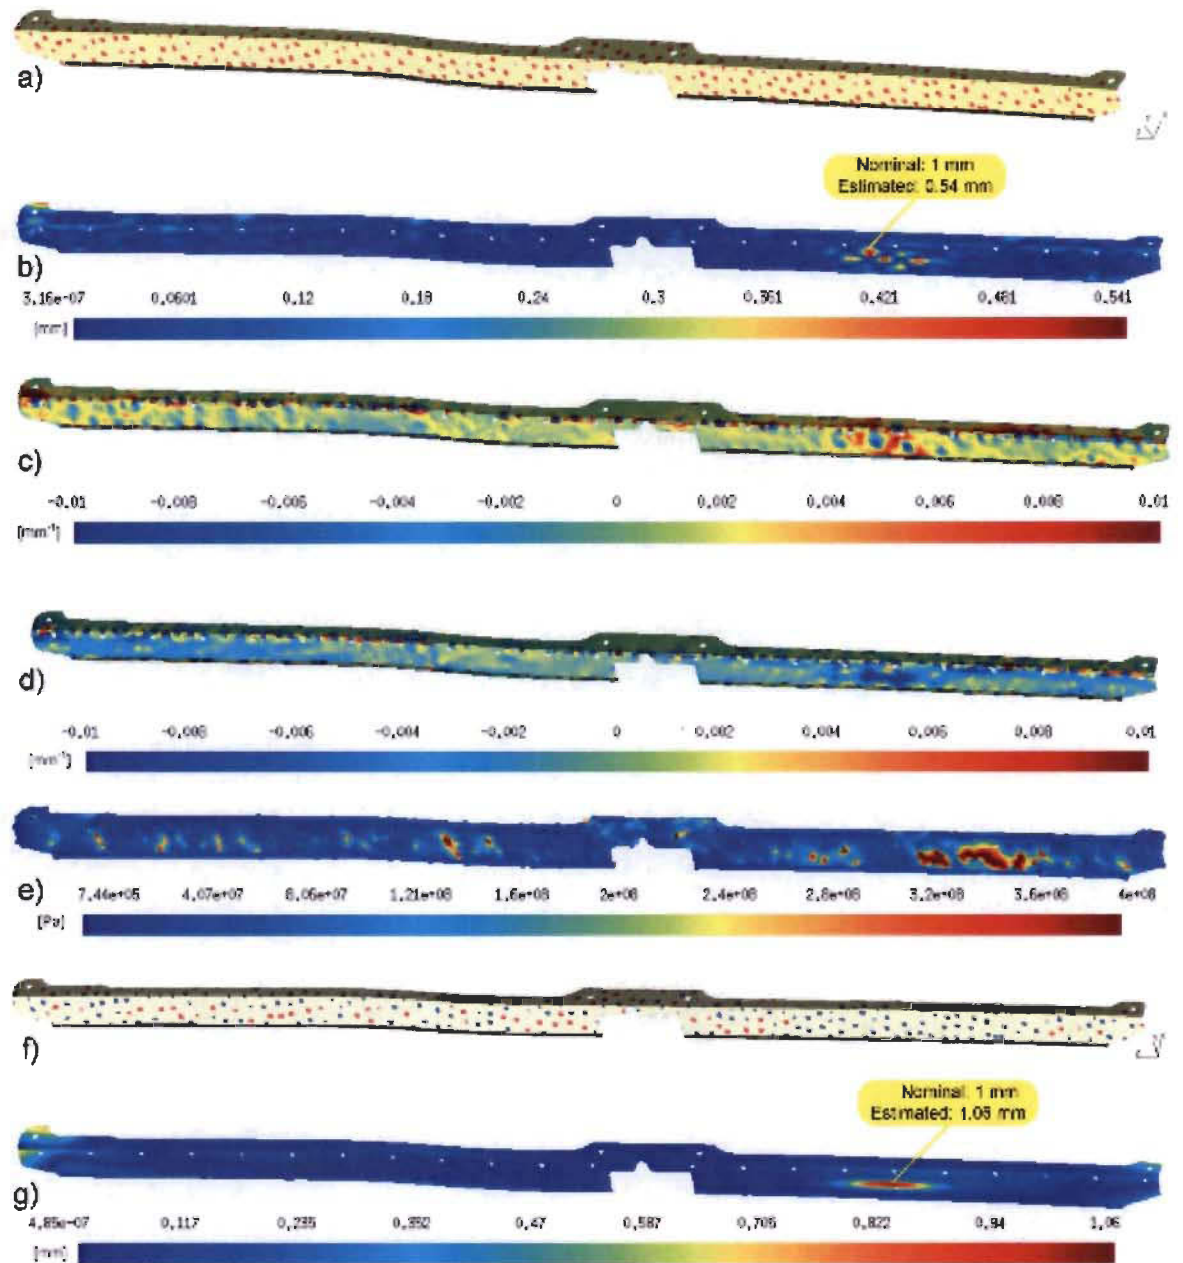 a)
Nominal: 1 mm
Estimated: 0.54 mm
b)
3.16e-07 0.0601 0.12 0.18 0.24 0.3 0.361 0.421 0.481 0.541
[mm]
c)
-0.01 -0.008 -0.006 -0.004 -0.002 0 0.002 0.004 0.006 0.008 0.01
[mm⁻¹]
d)
-0.01 -0.008 -0.006 -0.004 -0.002 0 0.002 0.004 0.006 0.008 0.01
[mm⁻¹]
e)
7.44e+05 4.07e+07 8.06e+07 1.21e+08 1.6e+08 2e+08 2.4e+08 2.8e+08 3.2e+08 3.6e+08 4e+08
[Pa]
f)
Nominal: 1 mm
Estimated: 1.06 mm
g)
4.85e-07 0.117 0.235 0.352 0.47 0.587 0.705 0.822 0.94 1.06
[mm]